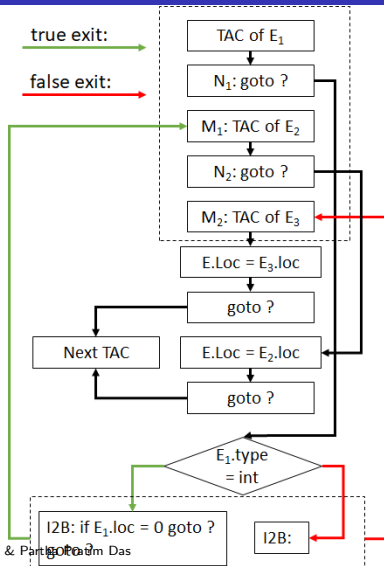 true exit:
false exit:
TAC of E₁
N₁: goto ?
M₁: TAC of E₂
N₂: goto ?
M₂: TAC of E₃
E.Loc = E₃.loc
goto ?
Next TAC
E.Loc = E₂.loc
goto ?
E₁.type
= int
I2B: if E₁.loc = 0 goto ?
goto ?
I2B:
& Partha Pratim Das